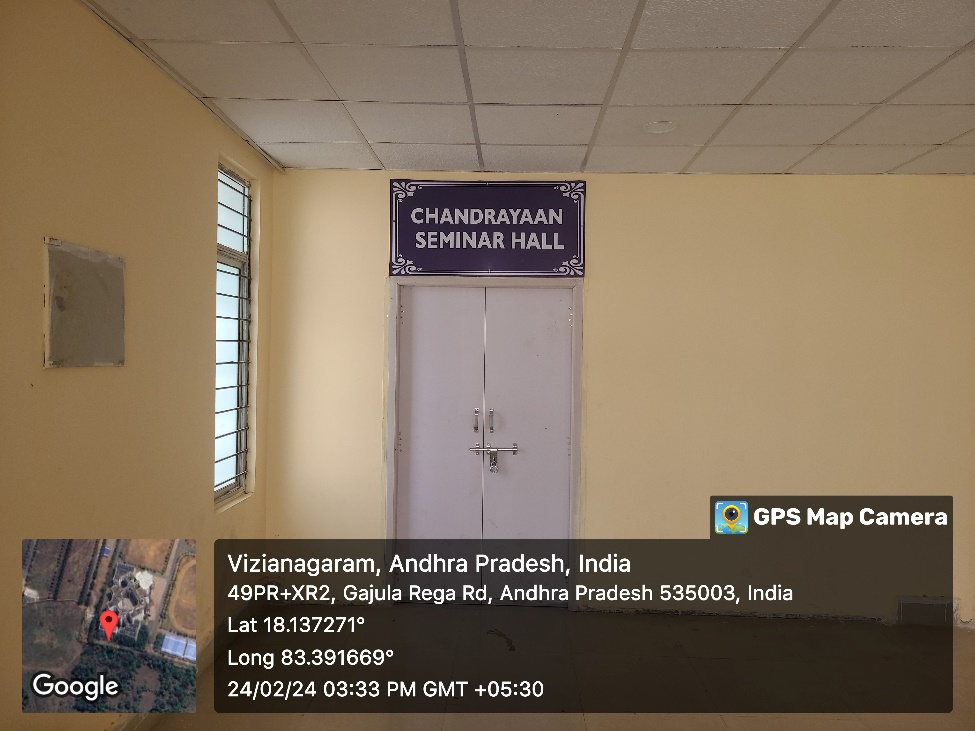 CHANDRAYAAN
SEMINAR HALL
GPS Map Camera
Vizianagaram, Andhra Pradesh, India
49PR+XR2, Gajula Rega Rd, Andhra Pradesh 535003, India
Lat 18.137271°
Long 83.391669°
24/02/24 03:33 PM GMT +05:30
Google